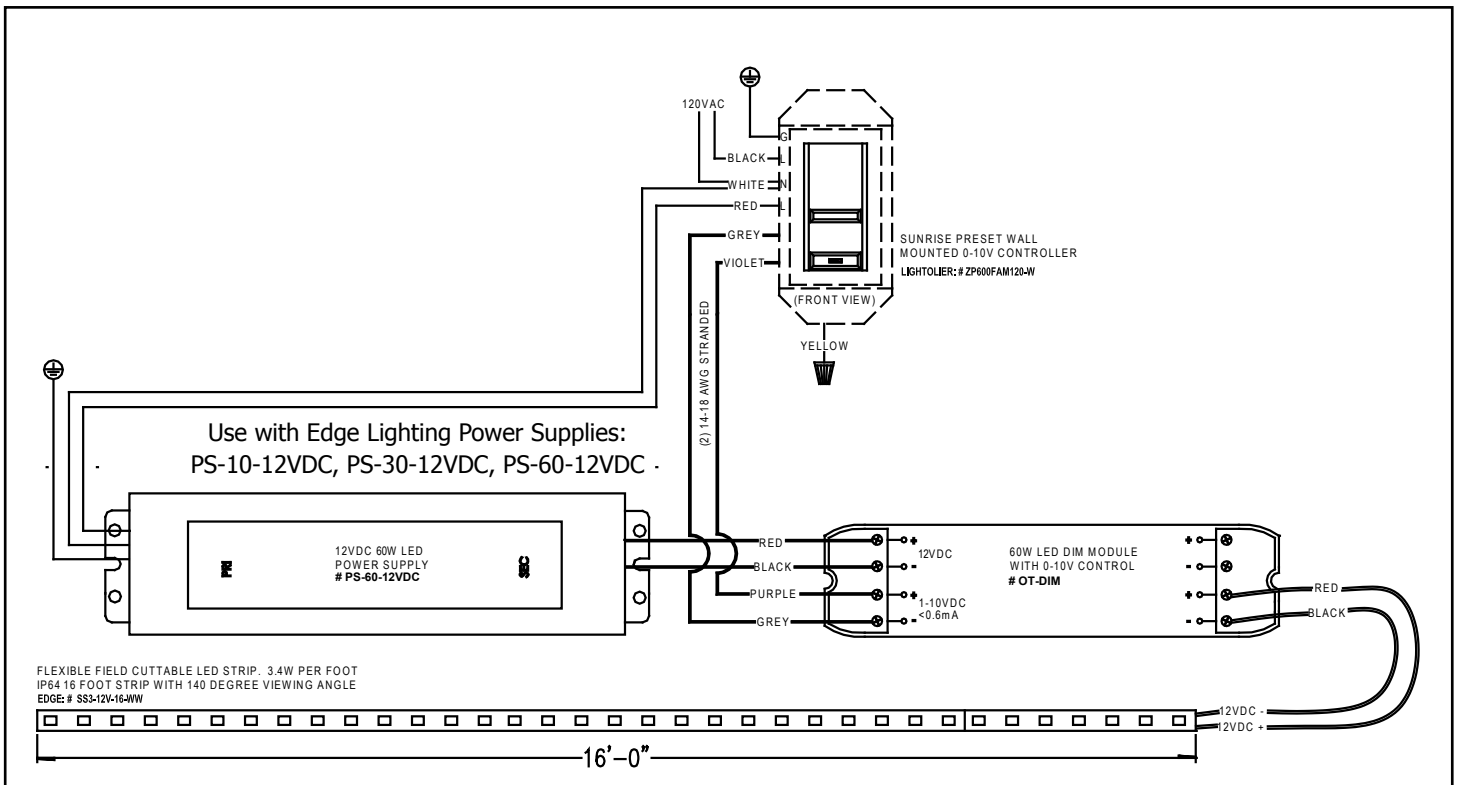 120VAC
G
BLACK L
WHITE N
RED L
GREY
VIOLET
SUNRISE PRESET WALL
MOUNTED 0-10V CONTROLLER
LIGHTOLIER: # ZP600FAM120-W
(FRONT VIEW)
YELLOW
(2) 14-18 AWG STRANDED
Use with Edge Lighting Power Supplies:
PS-10-12VDC, PS-30-12VDC, PS-60-12VDC
PRI
12VDC 60W LED
POWER SUPPLY
# PS-60-12VDC
SEC
RED
BLACK
PURPLE
GREY
+
12VDC
-
+
1-10VDC
<0.6mA
-
60W LED DIM MODULE
WITH 0-10V CONTROL
# OT-DIM
+
-
+
-
RED
BLACK
FLEXIBLE FIELD CUTTABLE LED STRIP. 3.4W PER FOOT
IP64 16 FOOT STRIP WITH 140 DEGREE VIEWING ANGLE
EDGE: # SS3-12V-16-WW
12VDC -
12VDC +
16'-0"